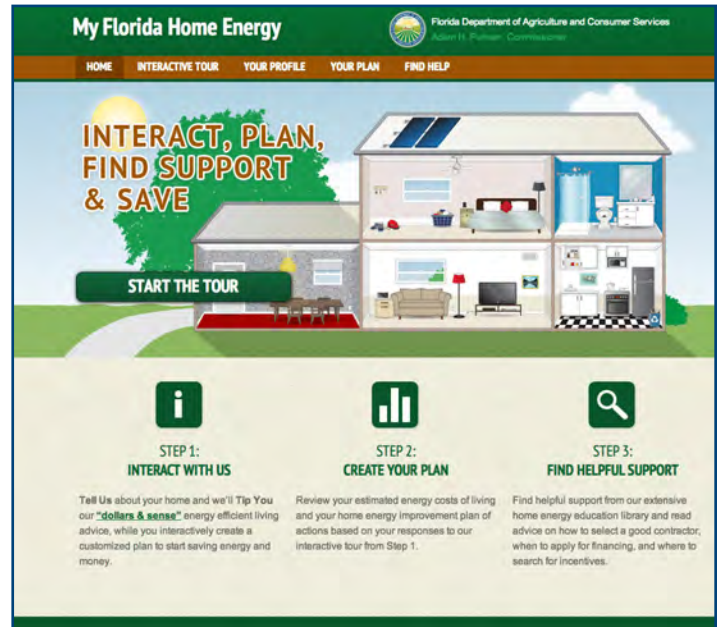 My Florida Home Energy
Florida Department of Agriculture and Consumer Services
Adam H. Putnam, Commissioner
HOME INTERACTIVE TOUR YOUR PROFILE YOUR PLAN FIND HELP
INTERACT, PLAN,
FIND SUPPORT
& SAVE
START THE TOUR
STEP 1:
INTERACT WITH US
Tell Us about your home and we'll Tip You
our "dollars & sense" energy efficient living
advice, while you interactively create a
customized plan to start saving energy and
money.
STEP 2:
CREATE YOUR PLAN
Review your estimated energy costs of living
and your home energy improvement plan of
actions based on your responses to our
interactive tour from Step 1.
STEP 3:
FIND HELPFUL SUPPORT
Find helpful support from our extensive
home energy education library and read
advice on how to select a good contractor,
when to apply for financing, and where to
search for incentives.